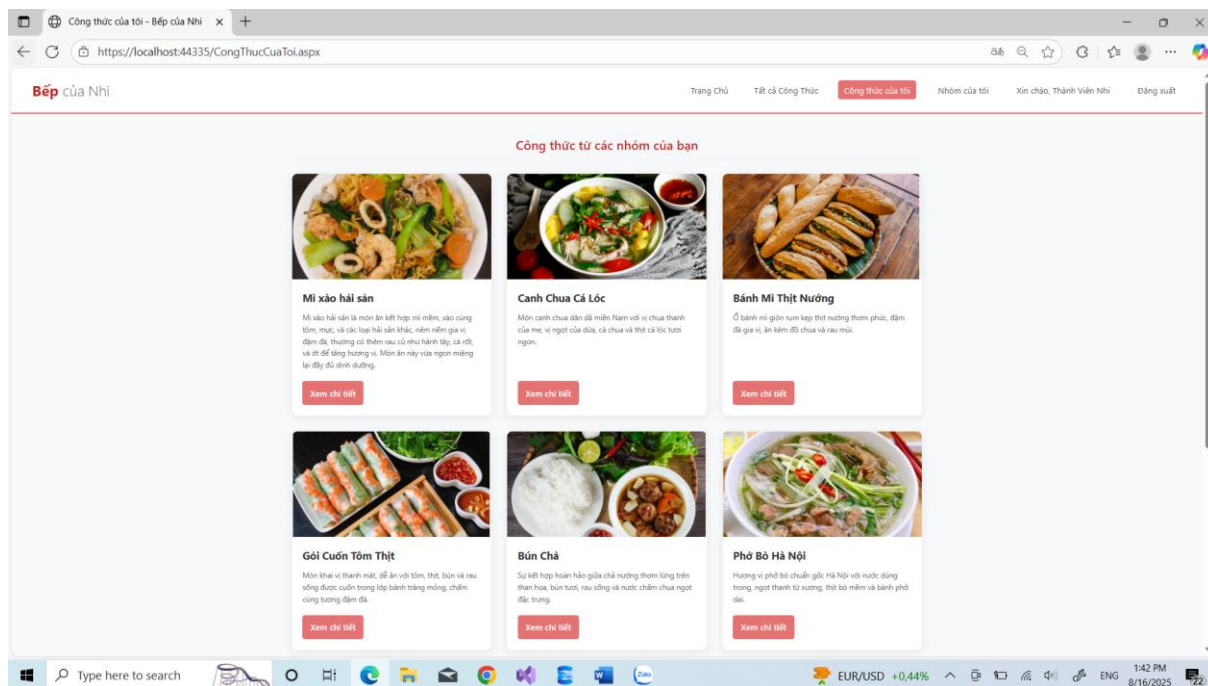 Công thức của tôi - Bếp của Nhi
https://localhost:44335/CongThucCuaToi.aspx
Bếp của Nhi
Trang Chủ Tất cả Công Thức Công thức của tôi Nhóm của tôi Xin chào, Thành Viên Nhi Đăng xuất
Công thức từ các nhóm của bạn
Mì xào hải sản
Mì xào hải sản là món ăn kết hợp mì mềm, xào cùng
tôm, mực, và các loại hải sản khác, nêm nếm gia vị
đậm đà, thường có thêm rau củ như hành tây, cà rốt,
và ớt để tăng hương vị. Món ăn này vừa ngon miệng
lại đầy đủ dinh dưỡng.
Xem chi tiết
Canh Chua Cá Lóc
Món canh chua dân dã miền Nam với vị chua thanh
của me, vị ngọt của dứa, cà chua và thịt cá lóc tươi
ngon.
Xem chi tiết
Bánh Mì Thịt Nướng
Ổ bánh mì giòn rụm kẹp thịt nướng thơm phức, đậm
đà gia vị, ăn kèm đồ chua và rau mùi.
Xem chi tiết
Gỏi Cuốn Tôm Thịt
Món khai vị thanh mát, dễ ăn với tôm, thịt, bún và rau
sống được cuốn trong lớp bánh tráng mỏng, chấm
cùng tương đậm đà.
Xem chi tiết
Bún Chả
Sự kết hợp hoàn hảo giữa chả nướng thơm lừng trên
than hoa, bún tươi, rau sống và nước chấm chua ngọt
đặc trưng.
Xem chi tiết
Phở Bò Hà Nội
Hương vị phở bò chuẩn gốc Hà Nội với nước dùng
trong, ngọt thanh từ xương, thịt bò mềm và bánh phở
dai.
Xem chi tiết
Type here to search
Zalo
EUR/USD +0,44%
ENG
1:42 PM
8/16/2025
22